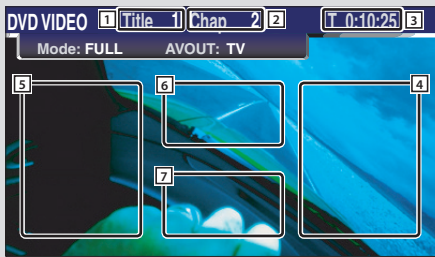 DVD VIDEO 1 Title 1 Chap 2 2 T 0:10:25 3
Mode: FULL AVOUT: TV
5 6 4
7